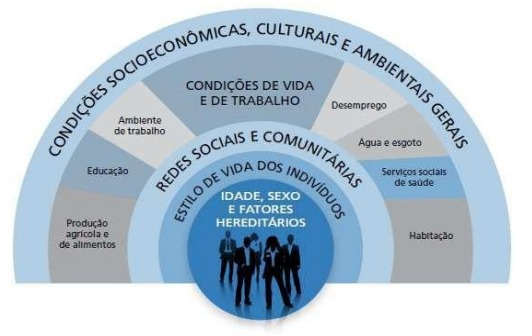 CONDIÇÕES SOCIOECONÔMICAS, CULTURAIS E AMBIENTAIS GERAIS
CONDIÇÕES DE VIDA
E DE TRABALHO
Ambiente
de trabalho
Desemprego
Educação
Água e esgoto
Produção
agrícola e
de alimentos
Serviços sociais
de saúde
Habitação
REDES SOCIAIS E COMUNITÁRIAS
ESTILO DE VIDA DOS INDIVÍDUOS
IDADE, SEXO
E FATORES
HEREDITÁRIOS